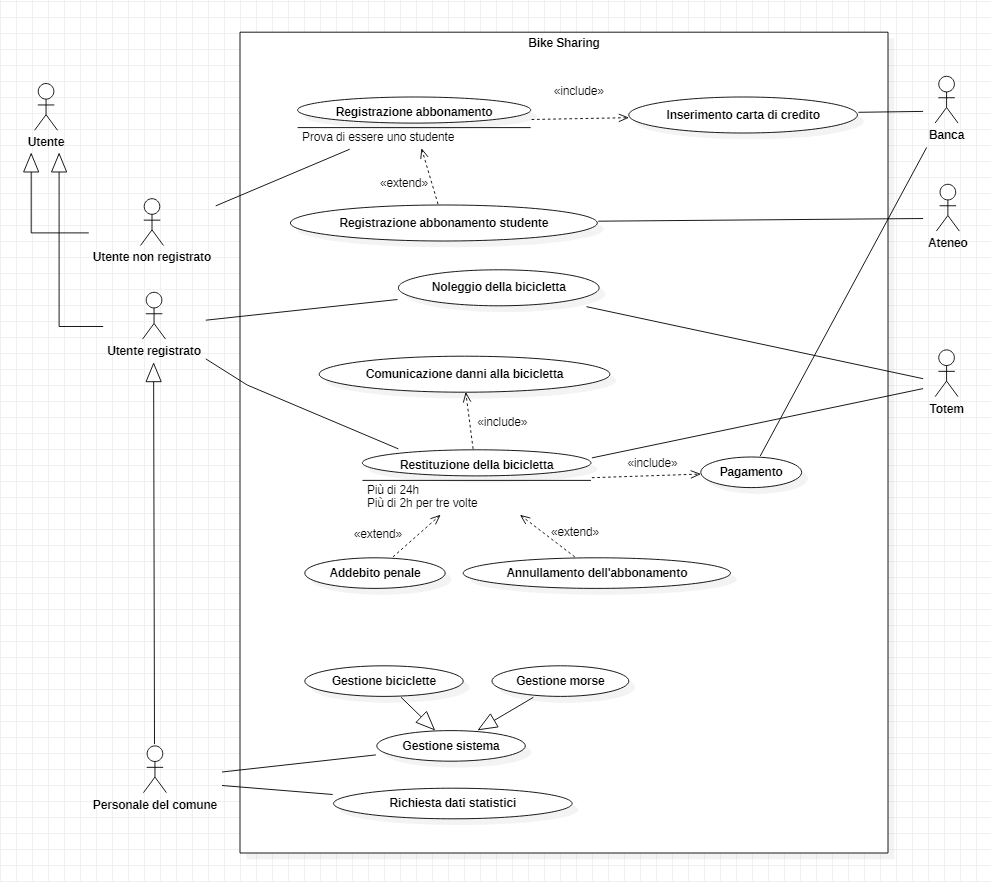 Bike Sharing
Utente
Registrazione abbonamento
«include»
Inserimento carta di credito
Banca
Prova di essere uno studente
«extend»
Registrazione abbonamento studente
Ateneo
Utente non registrato
Noleggio della bicicletta
Utente registrato
Comunicazione danni alla bicicletta
Totem
«include»
Restituzione della bicicletta
«include»
Pagamento
Più di 24h
Più di 2h per tre volte
«extend»
«extend»
Addebito penale
Annullamento dell'abbonamento
Gestione biciclette
Gestione morse
Gestione sistema
Personale del comune
Richiesta dati statistici